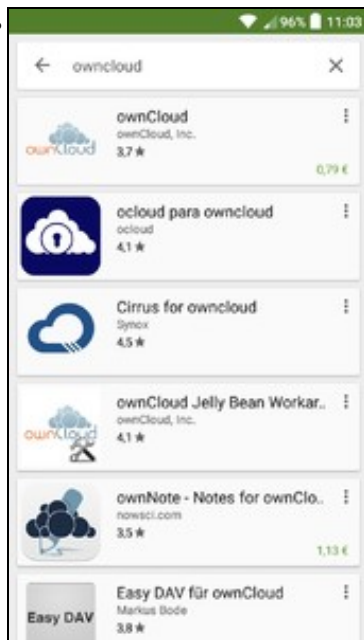 96% 11:03
owncloud
ownCloud
ownCloud, Inc.
3,7
0,79 €
ownCloud
ocloud para owncloud
ocloud
4,1
Cirrus for owncloud
Synox
4,5
ownCloud Jelly Bean Workar..
ownCloud, Inc.
4,1
ownCloud
ownNote - Notes for ownClo..
nowsci.com
3,5
1,13 €
Easy DAV für ownCloud
Markus Bode
3,8
Easy DAV